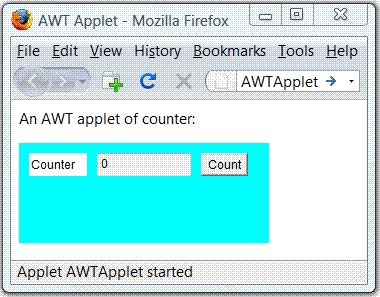 AWT Applet - Mozilla Firefox
File Edit View History Bookmarks Tools Help
AWTApplet
An AWT applet of counter:
Counter 0 Count
Applet AWTApplet started